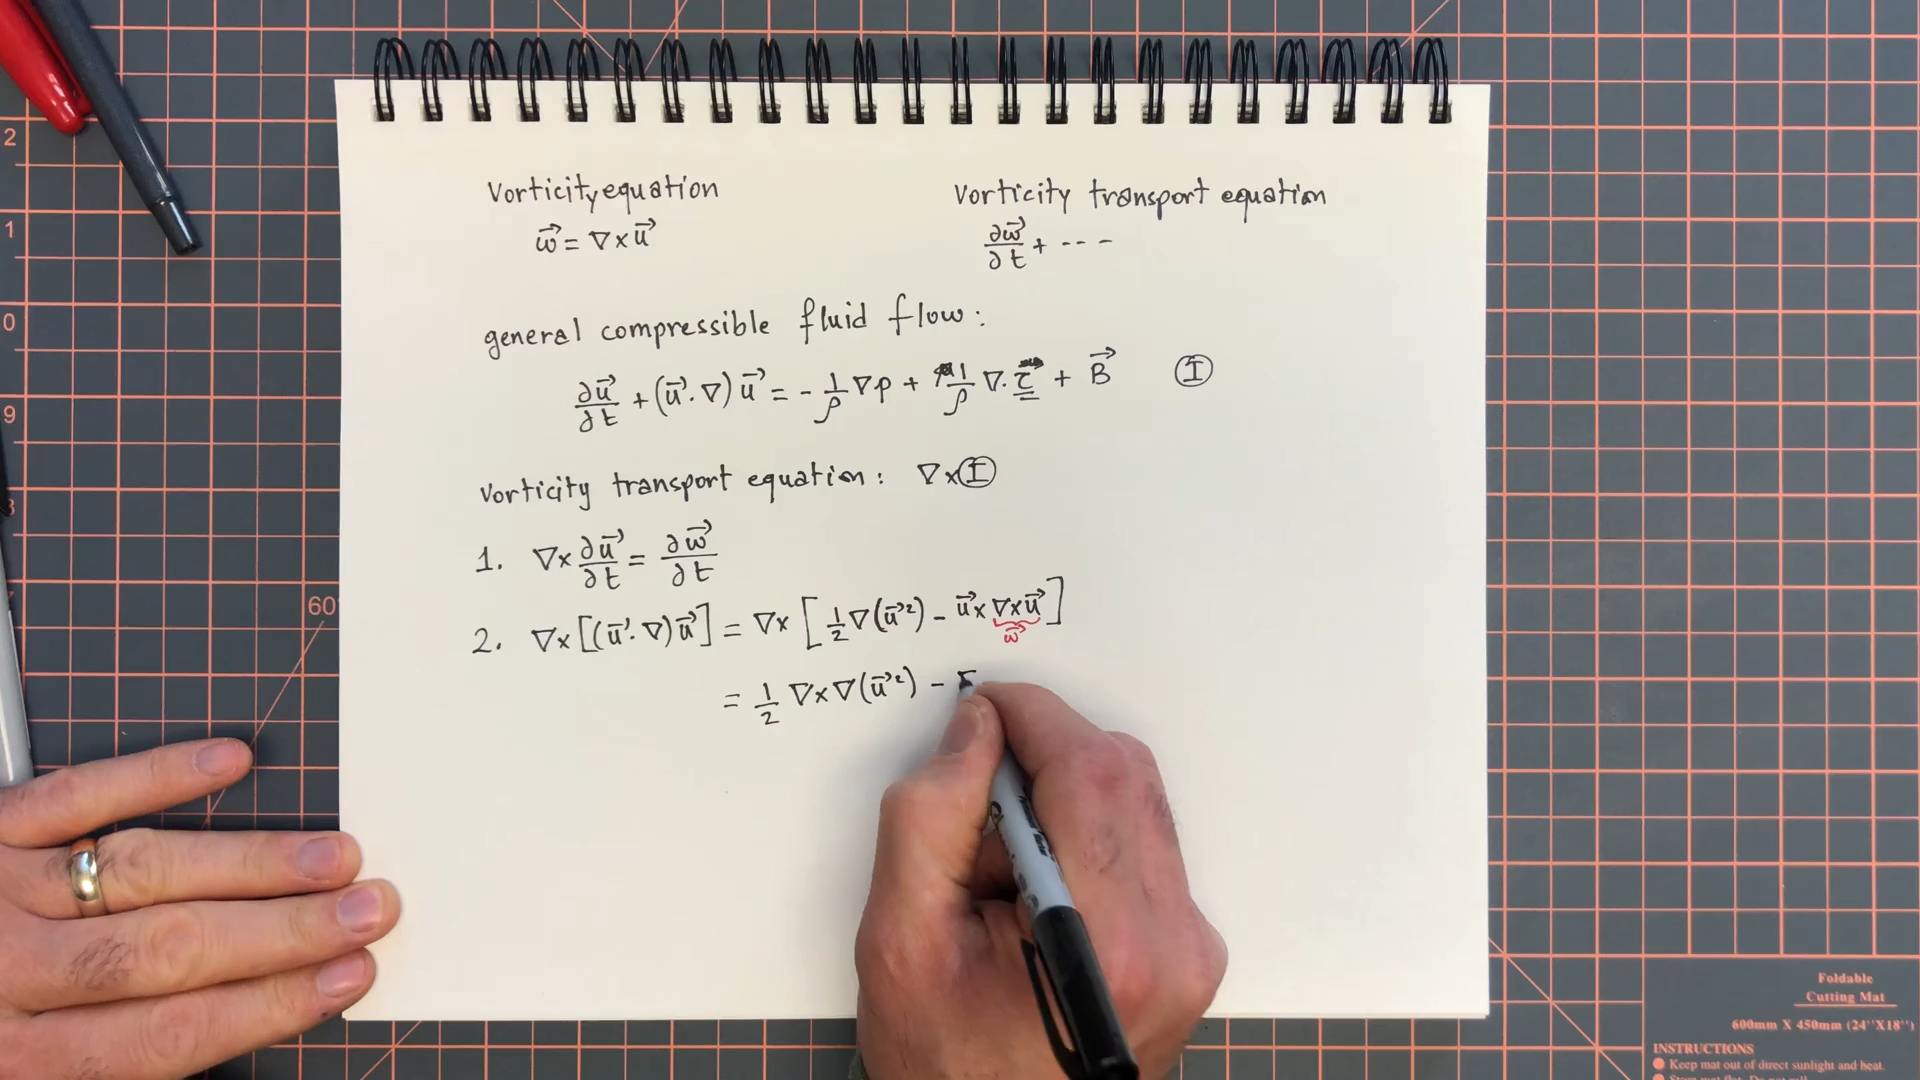 Vorticity equation
Vorticity transport equation
ω⃗ = ∇×u⃗
∂ω⃗/∂t + ---
general compressible fluid flow:
∂u⃗/∂t + (u⃗·∇)u⃗ = - 1/ρ ∇p + 1/ρ ∇·τ + B⃗ Ⓘ
Vorticity transport equation: ∇×Ⓘ
1. ∇×∂u⃗/∂t = ∂ω⃗/∂t
2. ∇×[(u⃗·∇)u⃗] = ∇×[1/2 ∇(u⃗²) - u⃗×∇×u⃗]
ω⃗
= 1/2 ∇×∇(u⃗²) -
2
1
0
9
60°
Foldable
Cutting Mat
600mm X 450mm (24''X18'')
INSTRUCTIONS
Keep mat out of direct sunlight and heat.